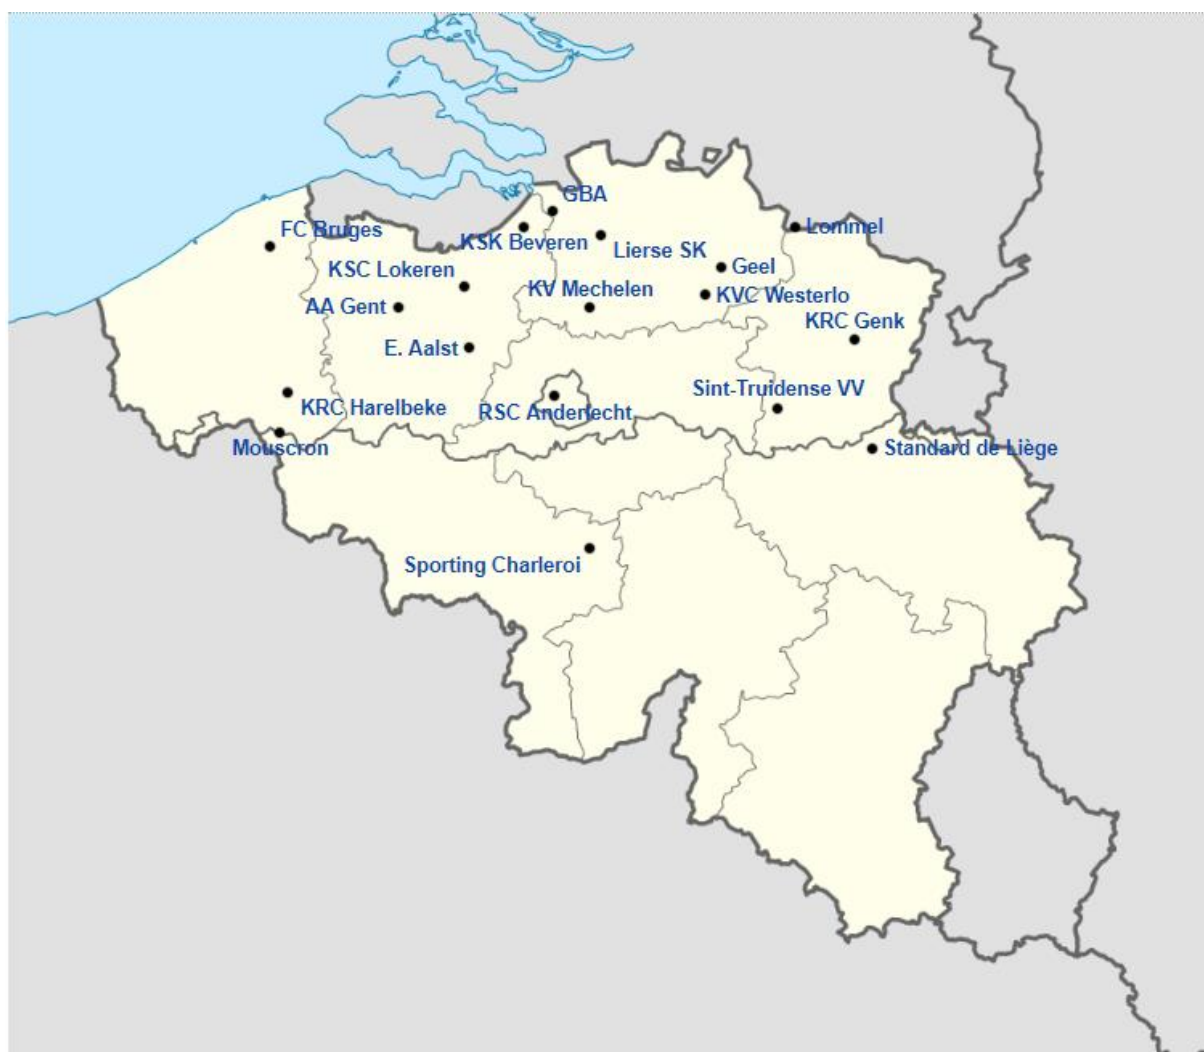 GBA
FC Bruges
KSK Beveren
Lommel
Lierse SK
KSC Lokeren
Geel
KV Mechelen
KVC Westerlo
AA Gent
KRC Genk
E. Aalst
Sint-Truidense VV
KRC Harelbeke
RSC Anderlecht
Mouscron
Standard de Liège
Sporting Charleroi